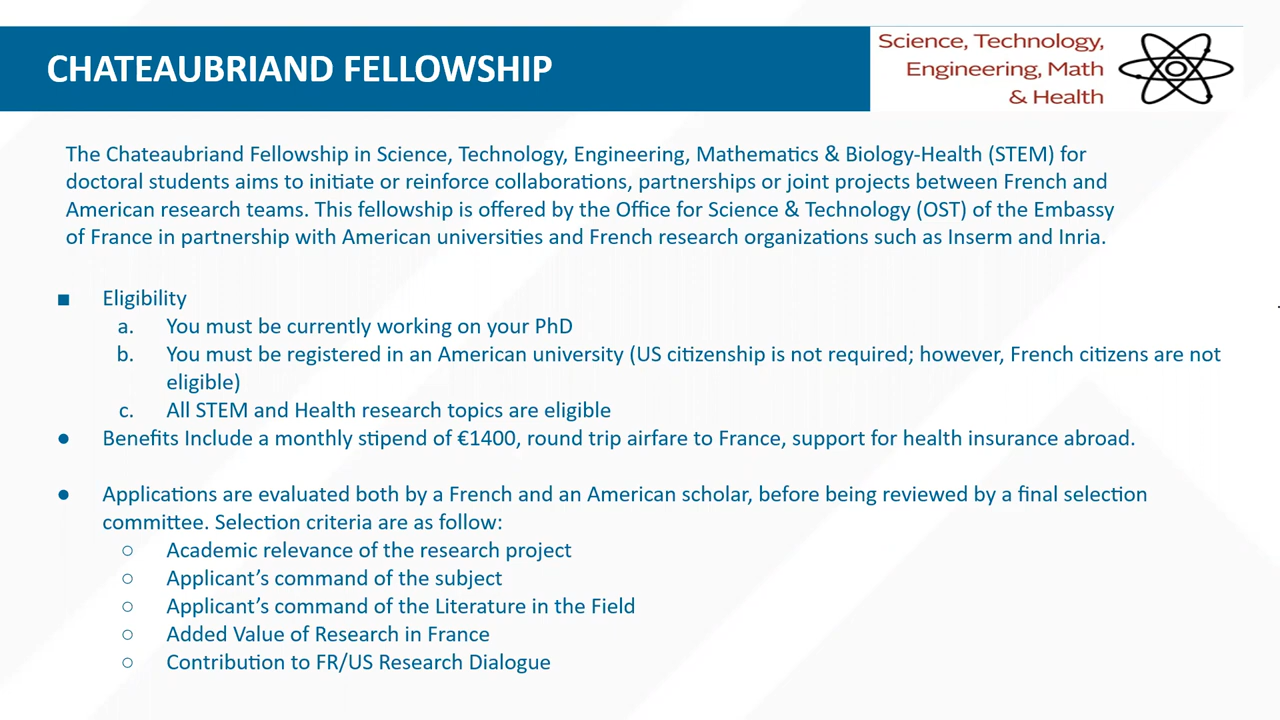 CHATEAUBRIAND FELLOWSHIP
Science, Technology,
Engineering, Math
& Health
The Chateaubriand Fellowship in Science, Technology, Engineering, Mathematics & Biology-Health (STEM) for
doctoral students aims to initiate or reinforce collaborations, partnerships or joint projects between French and
American research teams. This fellowship is offered by the Office for Science & Technology (OST) of the Embassy
of France in partnership with American universities and French research organizations such as Inserm and Inria.
■ Eligibility
a. You must be currently working on your PhD
b. You must be registered in an American university (US citizenship is not required; however, French citizens are not
eligible)
c. All STEM and Health research topics are eligible
● Benefits Include a monthly stipend of €1400, round trip airfare to France, support for health insurance abroad.
● Applications are evaluated both by a French and an American scholar, before being reviewed by a final selection
committee. Selection criteria are as follow:
○ Academic relevance of the research project
○ Applicant’s command of the subject
○ Applicant’s command of the Literature in the Field
○ Added Value of Research in France
○ Contribution to FR/US Research Dialogue